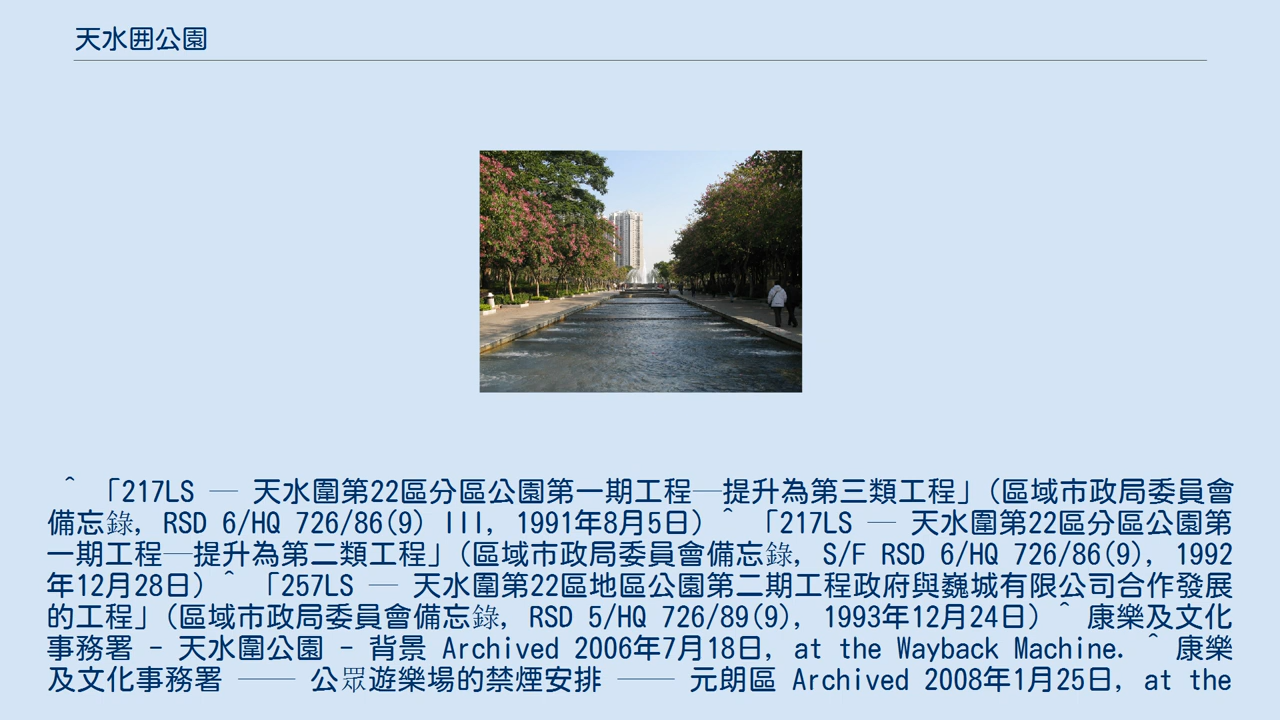 天水囲公園
^ 「217LS ─ 天水圍第22區分區公園第一期工程─提升為第三類工程」(區域市政局委員會
備忘錄, RSD 6/HQ 726/86(9) III, 1991年8月5日) ^ 「217LS ─ 天水圍第22區分區公園第
一期工程─提升為第二類工程」(區域市政局委員會備忘錄, S/F RSD 6/HQ 726/86(9), 1992
年12月28日) ^ 「257LS ─ 天水圍第22區地區公園第二期工程政府與巍城有限公司合作發展
的工程」(區域市政局委員會備忘錄, RSD 5/HQ 726/89(9), 1993年12月24日) ^ 康樂及文化
事務署 - 天水圍公園 - 背景 Archived 2006年7月18日, at the Wayback Machine. ^ 康樂
及文化事務署 ── 公眾遊樂場的禁煙安排 ── 元朗區 Archived 2008年1月25日, at the